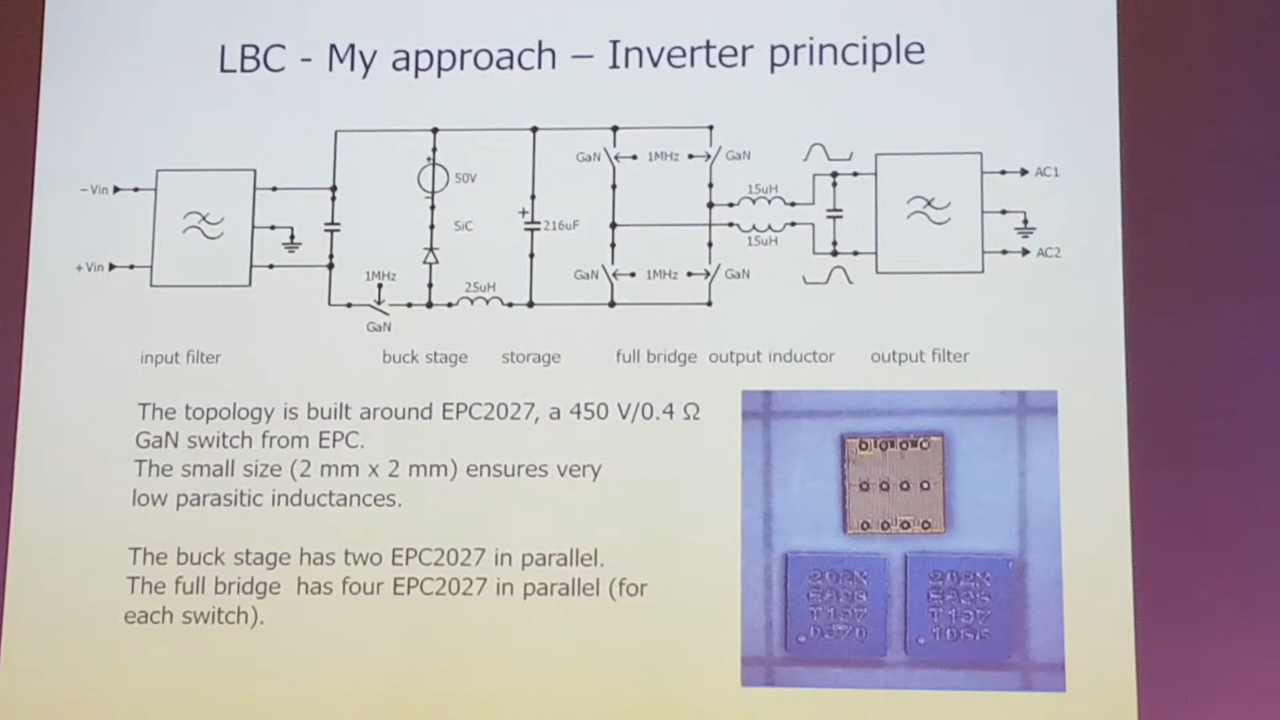 LBC - My approach – Inverter principle
GaN
1MHz
GaN
– Vin
50V
15uH
AC1
SiC
216uF
15uH
+ Vin
1MHz
GaN
1MHz
GaN
AC2
25uH
GaN
input filter
buck stage
storage
full bridge
output inductor
output filter
The topology is built around EPC2027, a 450 V/0.4 Ω
GaN switch from EPC.
The small size (2 mm x 2 mm) ensures very
low parasitic inductances.
The buck stage has two EPC2027 in parallel.
The full bridge has four EPC2027 in parallel (for
each switch).